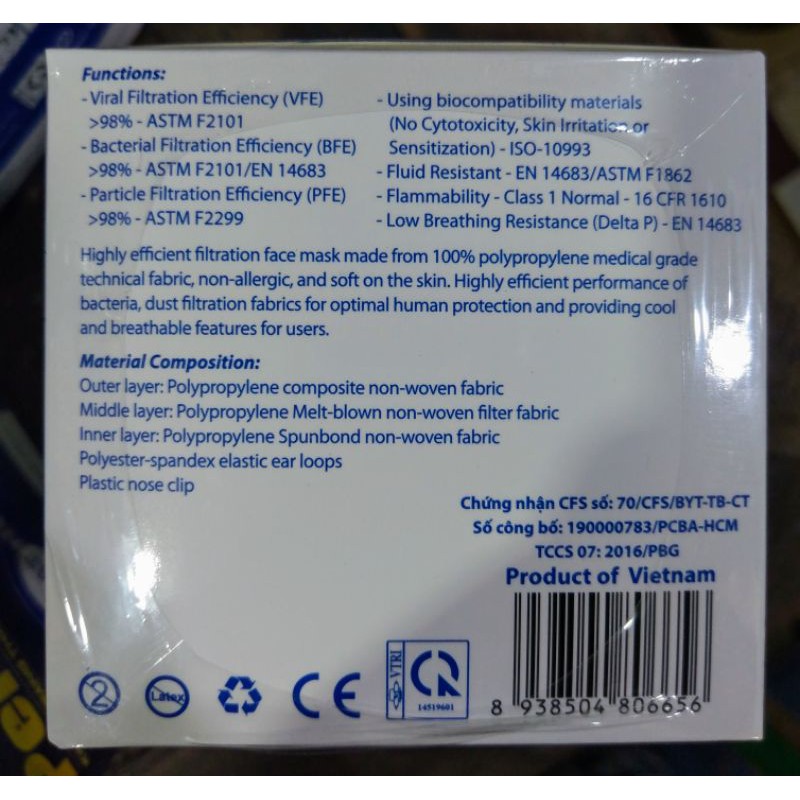 Functions:
- Viral Filtration Efficiency (VFE)
>98% - ASTM F2101
- Bacterial Filtration Efficiency (BFE)
>98% - ASTM F2101/EN 14683
- Particle Filtration Efficiency (PFE)
>98% - ASTM F2299
- Using biocompatibility materials
(No Cytotoxicity, Skin Irritation or
Sensitization) - ISO-10993
- Fluid Resistant - EN 14683/ASTM F1862
- Flammability - Class 1 Normal - 16 CFR 1610
- Low Breathing Resistance (Delta P) - EN 14683
Highly efficient filtration face mask made from 100% polypropylene medical grade
technical fabric, non-allergic, and soft on the skin. Highly efficient performance of
bacteria, dust filtration fabrics for optimal human protection and providing cool
and breathable features for users.
Material Composition:
Outer layer: Polypropylene composite non-woven fabric
Middle layer: Polypropylene Melt-blown non-woven filter fabric
Inner layer: Polypropylene Spunbond non-woven fabric
Polyester-spandex elastic ear loops
Plastic nose clip
Chứng nhận CFS số: 70/CFS/BYT-TB-CT
Số công bố: 190000783/PCBA-HCM
TCCS 07: 2016/PBG
Product of Vietnam
2
Latex
CE
VTRI
14519601
8 938504 806656